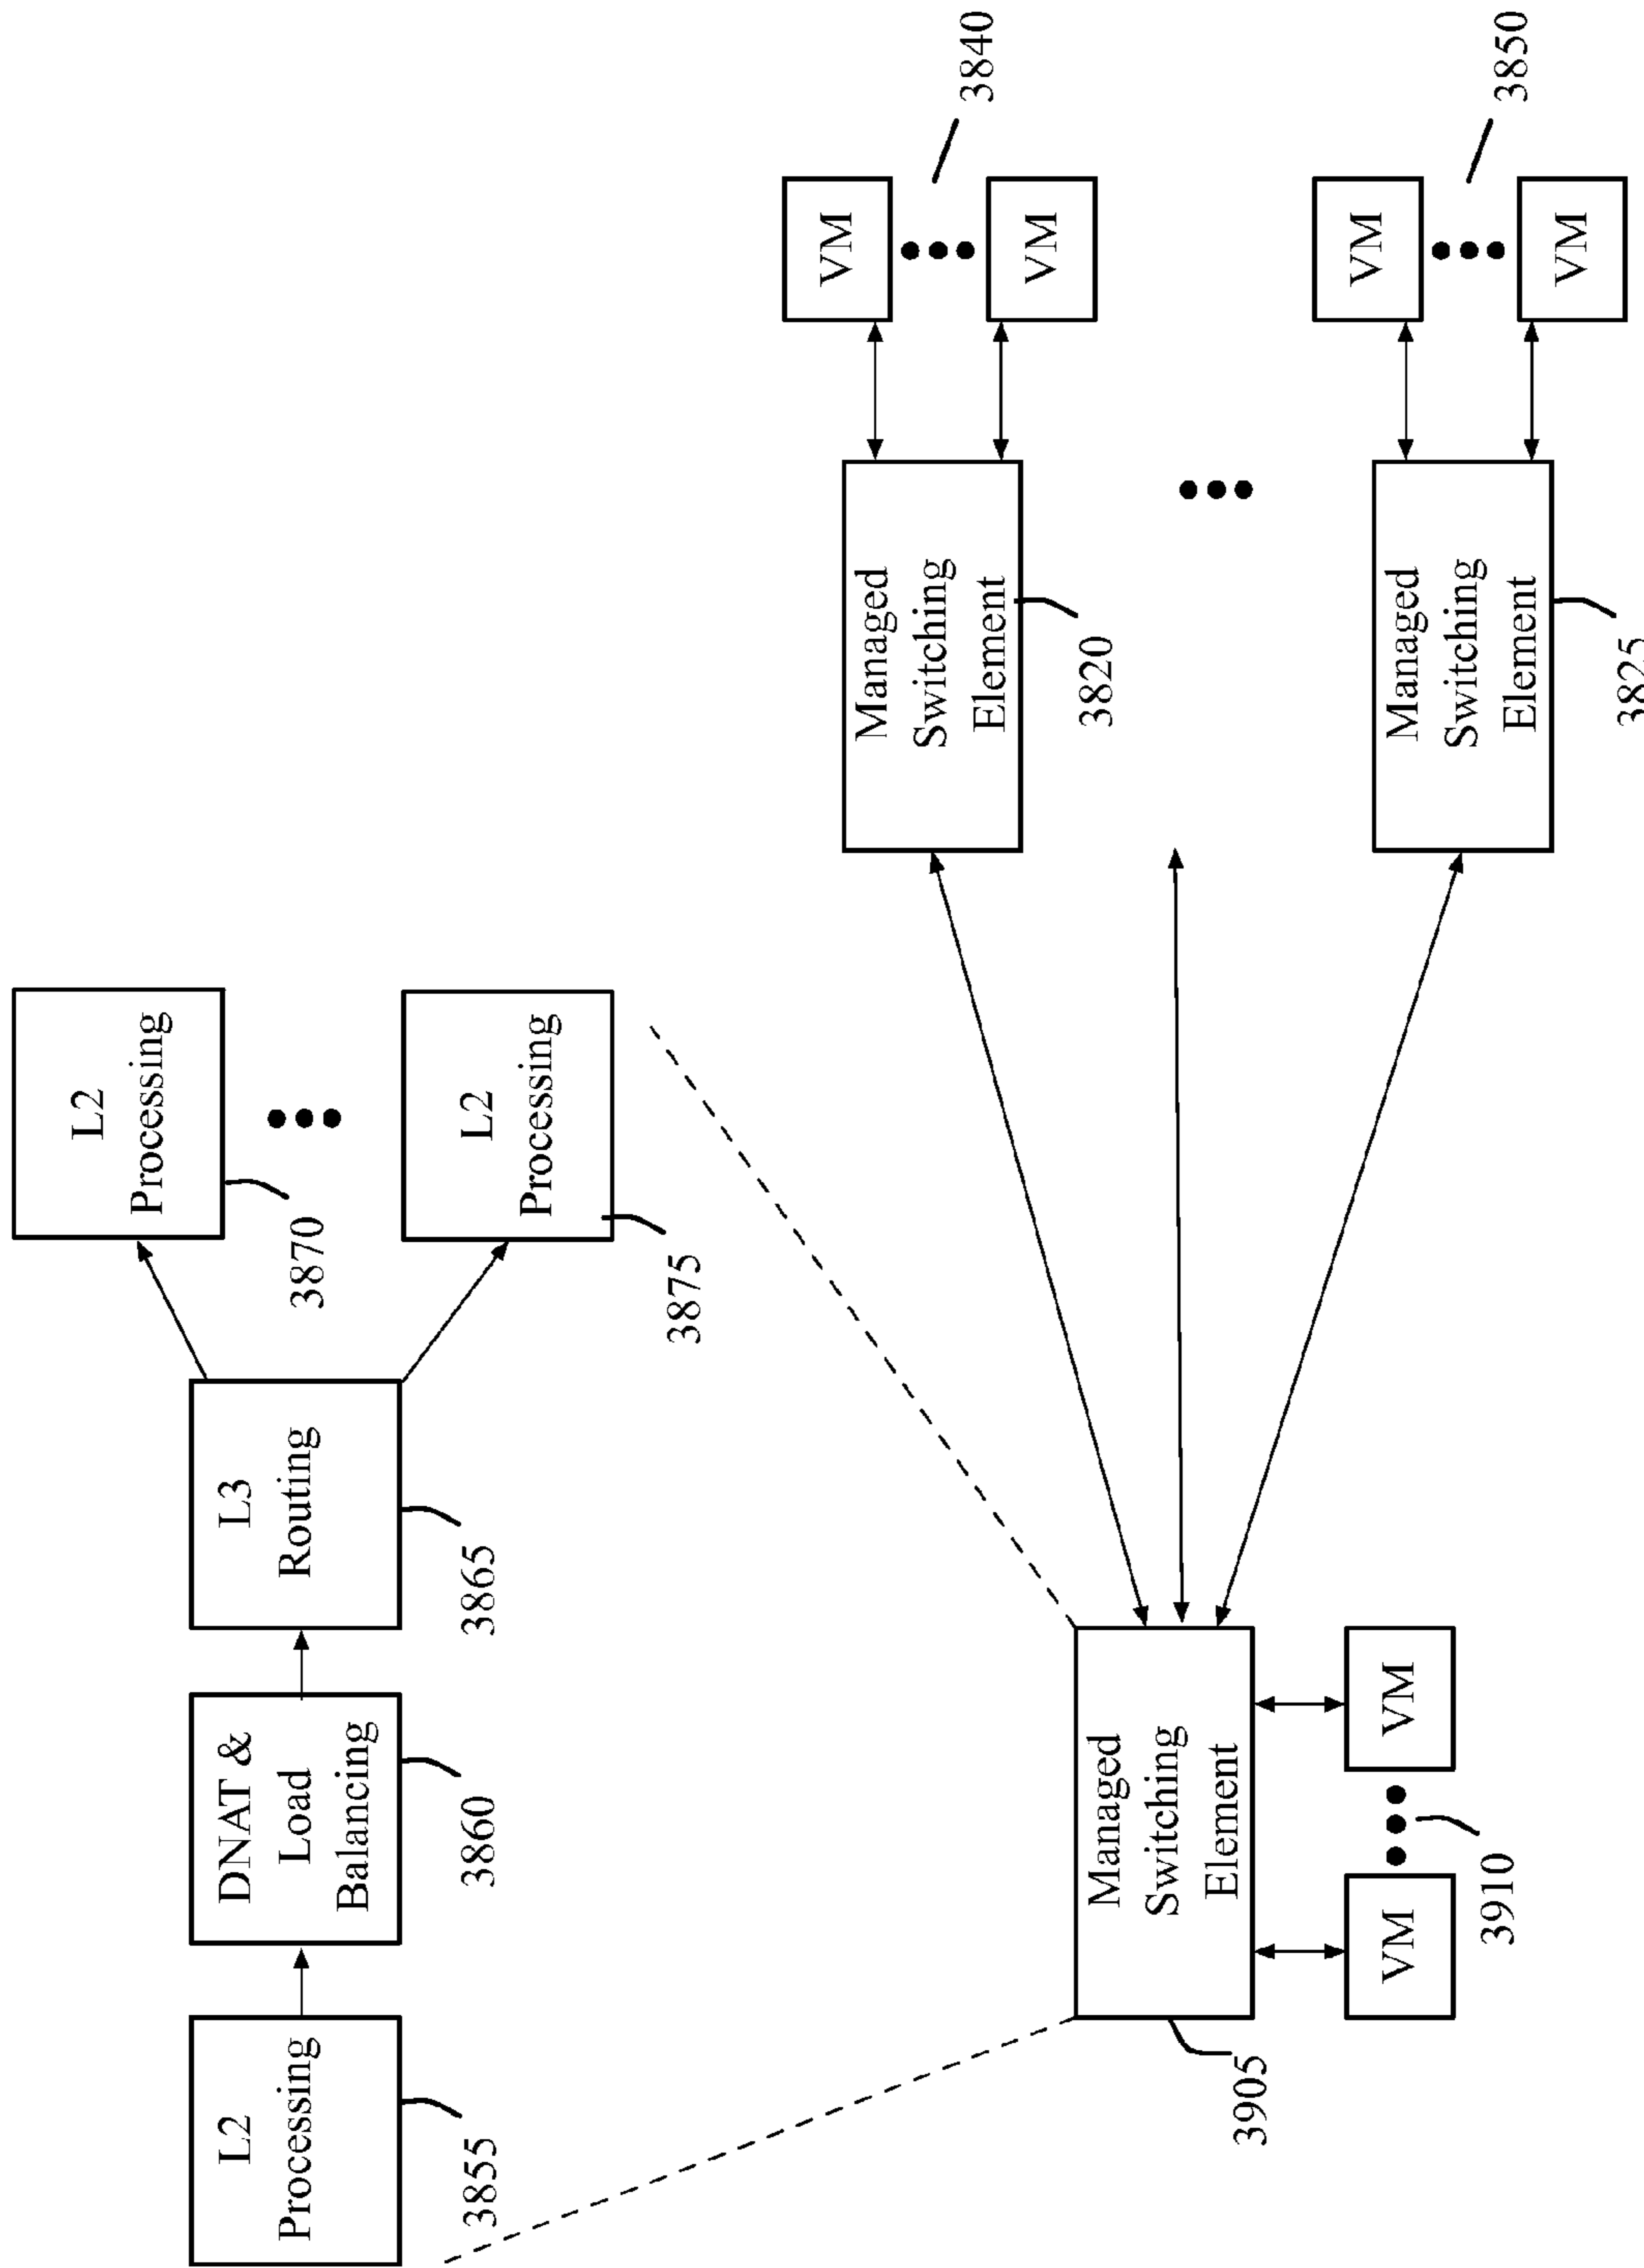 L2
Processing
3855
DNAT &
Load
Balancing
3860
L3
Routing
3865
L2
Processing
3870
L2
Processing
3875
Managed
Switching
Element
3905
VM
VM
3910
Managed
Switching
Element
3820
VM
VM
3840
Managed
Switching
Element
3825
VM
VM
3850